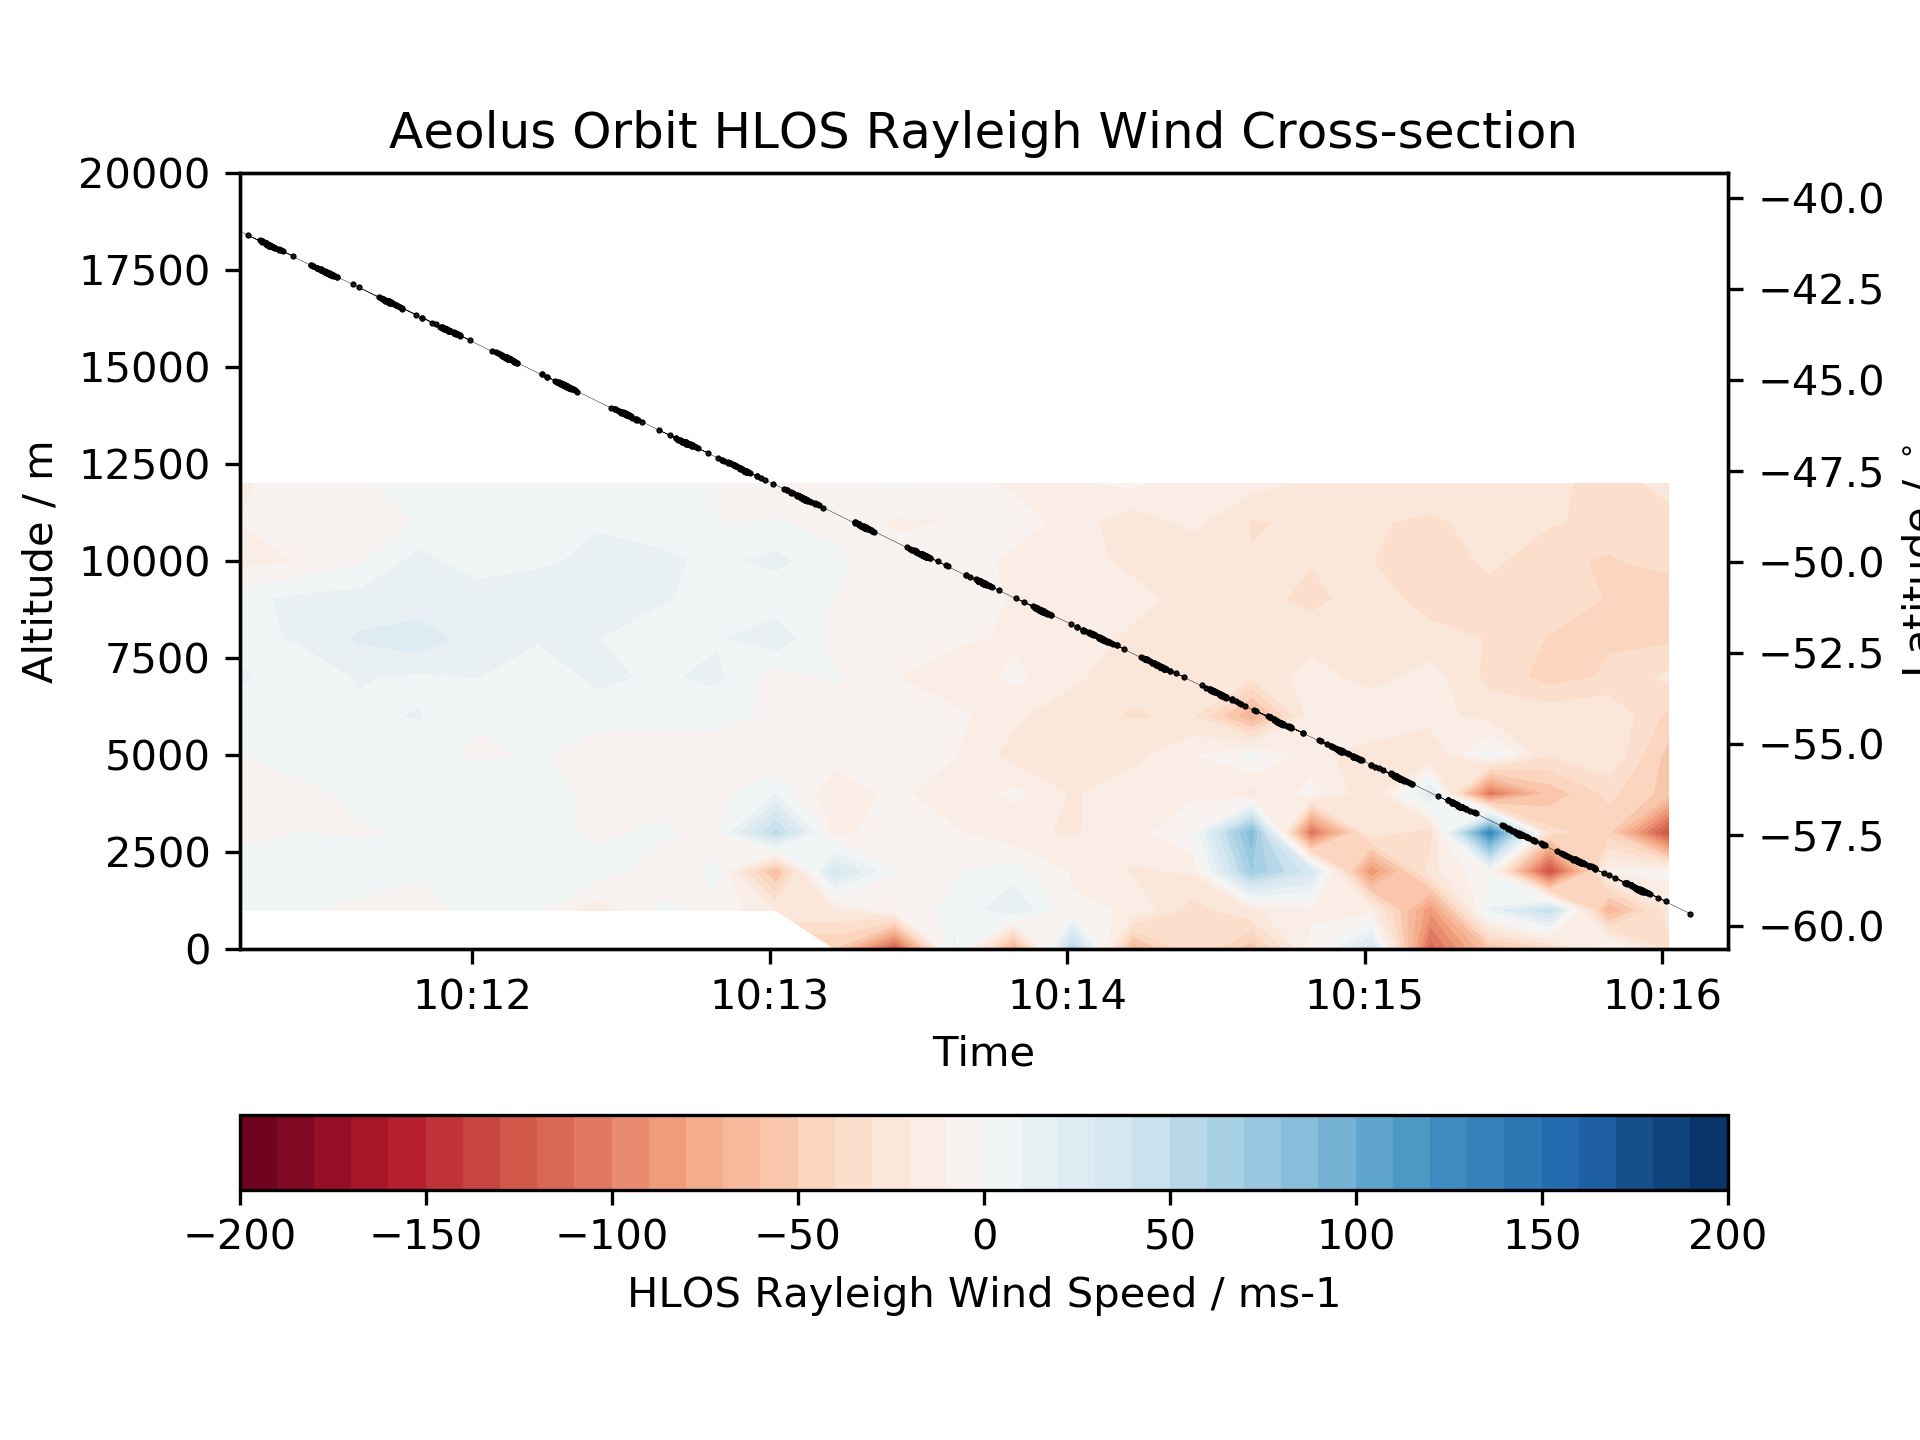 Aeolus Orbit HLOS Rayleigh Wind Cross-section
20000
17500
15000
12500
10000
7500
5000
2500
0
Altitude / m
−40.0
−42.5
−45.0
−47.5
−50.0
−52.5
−55.0
−57.5
−60.0
Latitude / °
10:12 10:13 10:14 10:15 10:16
Time
−200 −150 −100 −50 0 50 100 150 200
HLOS Rayleigh Wind Speed / ms-1